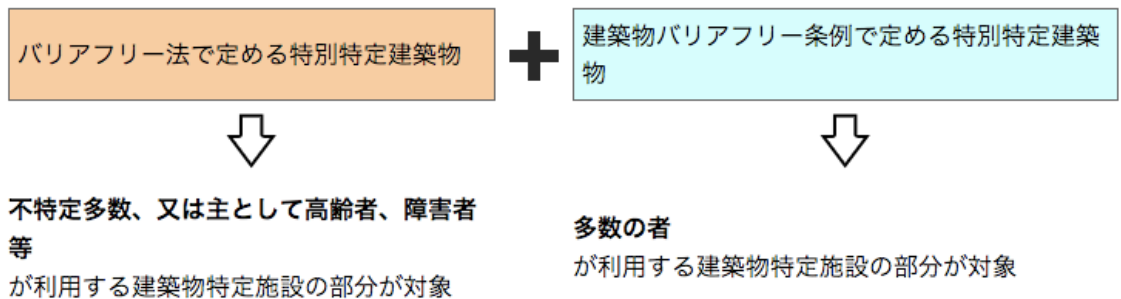 バリアフリー法で定める特別特定建築物
建築物バリアフリー条例で定める特別特定建築
物
不特定多数、又は主として高齢者、障害者
等
が利用する建築物特定施設の部分が対象
多数の者
が利用する建築物特定施設の部分が対象